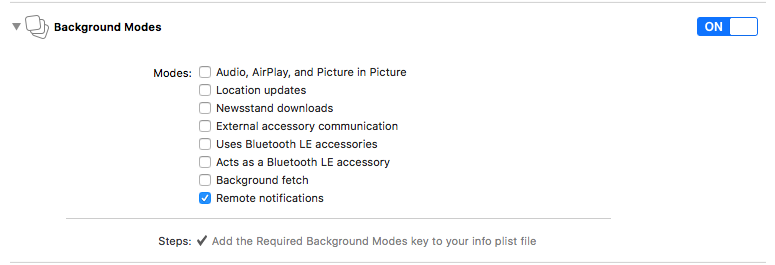 Background Modes ON
Modes: Audio, AirPlay, and Picture in Picture
Location updates
Newsstand downloads
External accessory communication
Uses Bluetooth LE accessories
Acts as a Bluetooth LE accessory
Background fetch
Remote notifications
Steps: ✔ Add the Required Background Modes key to your info plist file